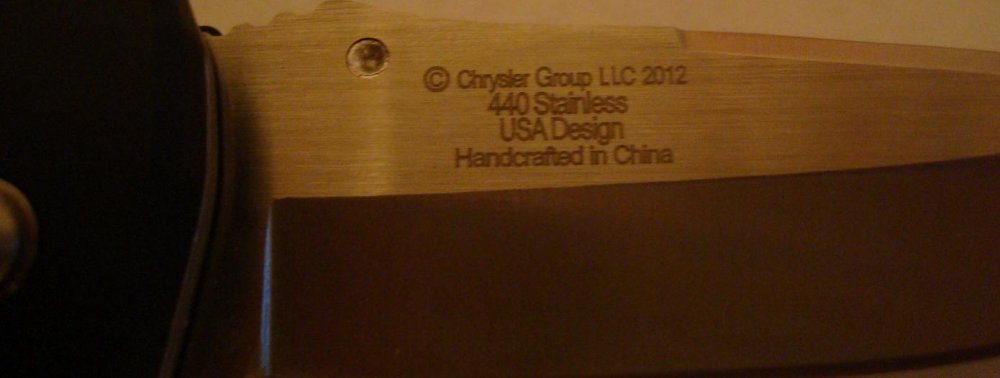 © Chrysler Group LLC 2012
440 Stainless
USA Design
Handcrafted in China